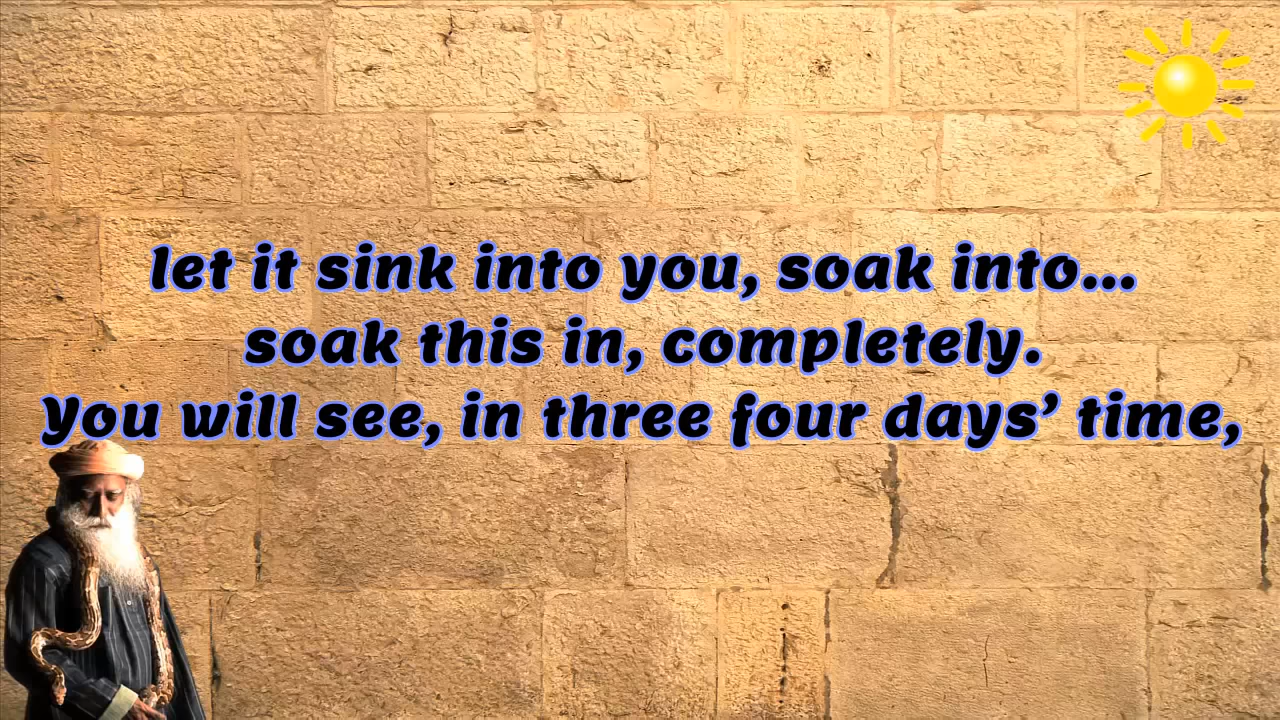 let it sink into you, soak into...
soak this in, completely.
You will see, in three four days’ time,